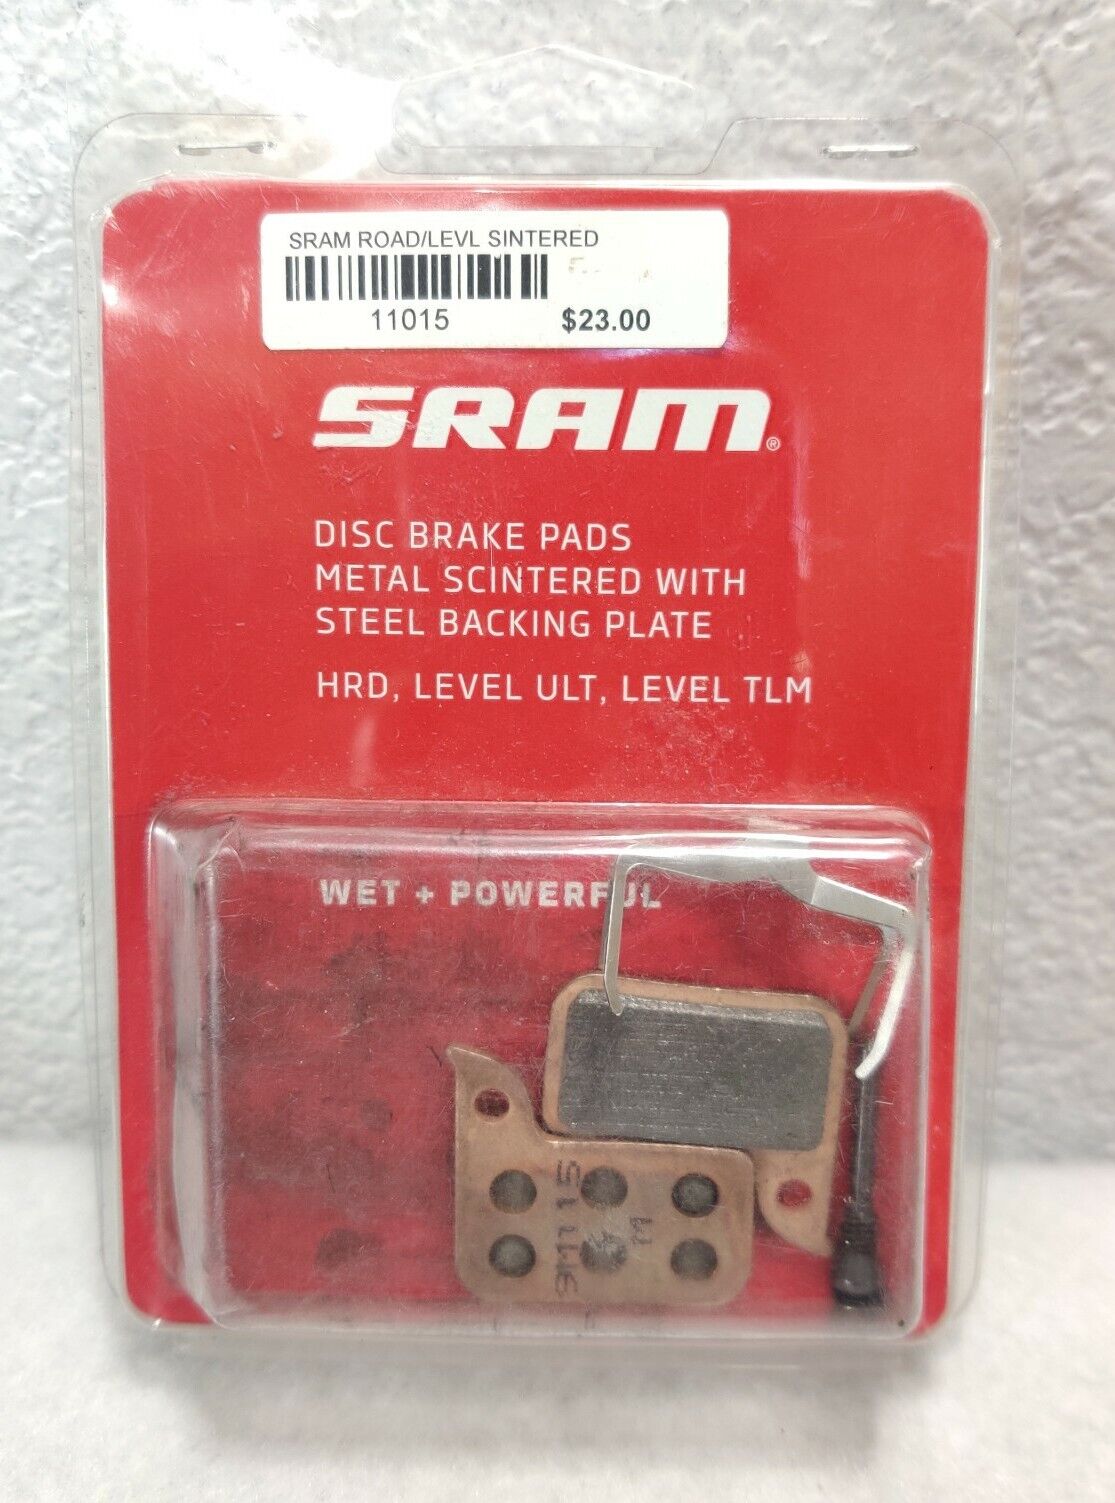 SRAM ROAD/LEVL SINTERED
11015 $23.00
SRAM®
DISC BRAKE PADS
METAL SCINTERED WITH
STEEL BACKING PLATE
HRD, LEVEL ULT, LEVEL TLM
WET + POWERFUL